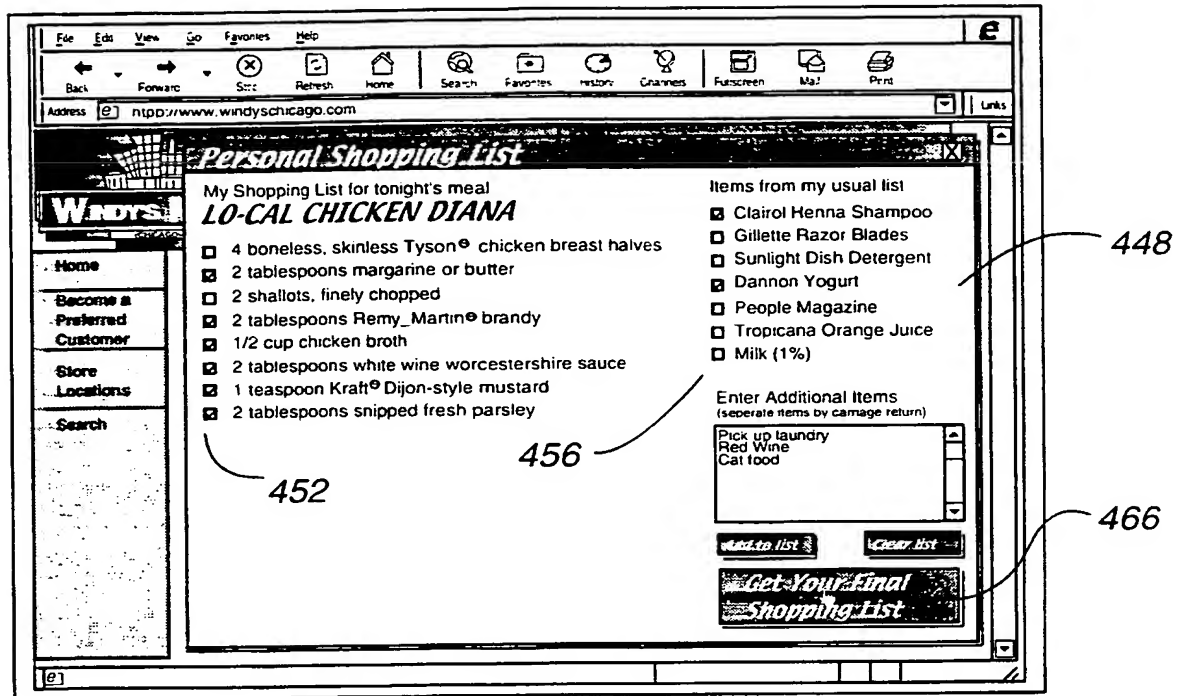 File Edit View Go Favorites Help
Back Forward Stop Refresh Home Search Favorites History Channels Fullscreen Mail Print
Address htpp://www.windyschicago.com Links
Personal Shopping List
WINDYS
CHICAGO
Home
Become a
Preferred
Customer
Store
Locations
Search
My Shopping List for tonight's meal
LO-CAL CHICKEN DIANA
4 boneless, skinless Tyson® chicken breast halves
2 tablespoons margarine or butter
2 shallots, finely chopped
2 tablespoons Remy_Martin® brandy
1/2 cup chicken broth
2 tablespoons white wine worcestershire sauce
1 teaspoon Kraft® Dijon-style mustard
2 tablespoons snipped fresh parsley
452
Items from my usual list
Clairol Henna Shampoo
Gillette Razor Blades
Sunlight Dish Detergent
Dannon Yogurt
People Magazine
Tropicana Orange Juice
Milk (1%)
448
456
Enter Additional Items
(seperate items by carriage return)
Pick up laundry
Red Wine
Cat food
Add to list Clear list
Get Your Final
Shopping List
466